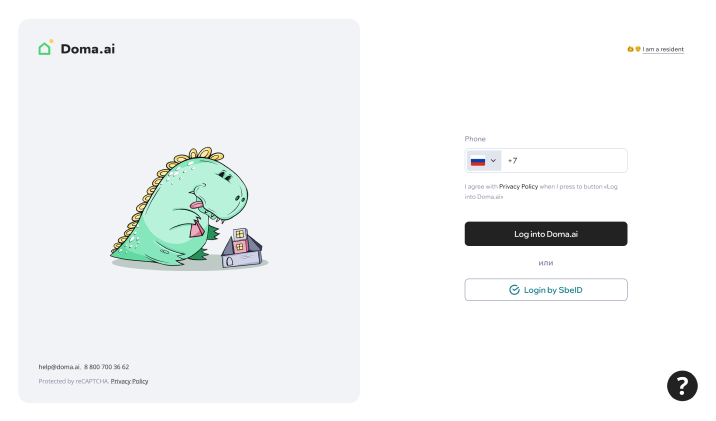 Doma.ai
I am a resident
Phone
+7
I agree with Privacy Policy when I press to button «Log
into Doma.ai»
Log into Doma.ai
или
Login by SbeID
help@doma.ai, 8 800 700 36 62
Protected by reCAPTCHA. Privacy Policy
?